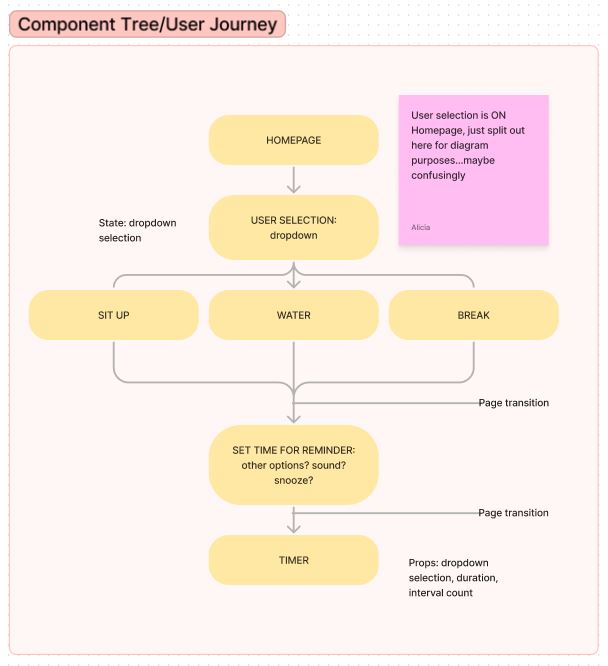 Component Tree/User Journey
User selection is ON
Homepage, just split out
here for diagram
purposes...maybe
confusingly
Alicia
HOMEPAGE
State: dropdown
selection
USER SELECTION:
dropdown
SIT UP
WATER
BREAK
Page transition
SET TIME FOR REMINDER:
other options? sound?
snooze?
Page transition
TIMER
Props: dropdown
selection, duration,
interval count